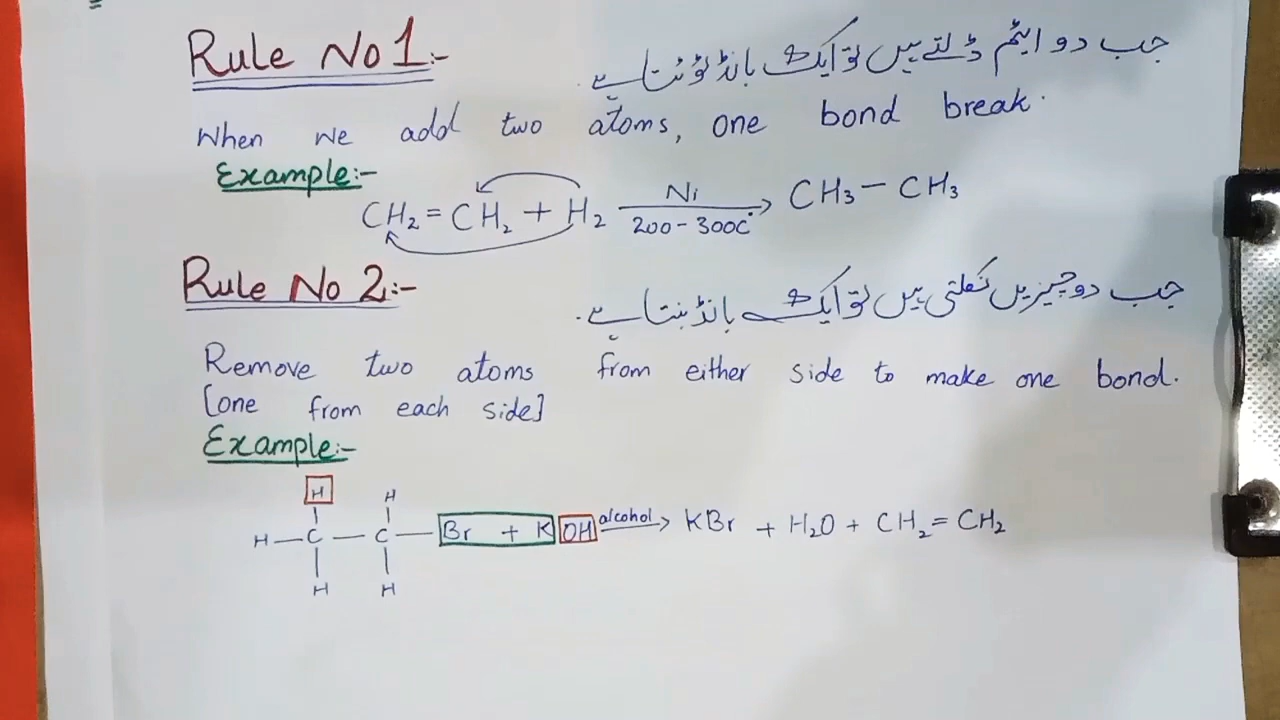 Rule No 1:-
جب دو ایٹم ڈلتے ہیں تو ایک بانڈ ٹوٹتا ہے.
When we add two atoms, one bond break.
Example:-
CH₂ = CH₂ + H₂ Ni 200-300C° → CH₃ − CH₃
Rule No 2:-
جب دو چیزیں نکلتی ہیں تو ایک بانڈ بنتا ہے.
Remove two atoms from either side to make one bond.
[one from each side]
Example:-
H H
H — C — C — Br + K OH alcohol → KBr + H₂O + CH₂ = CH₂
H H